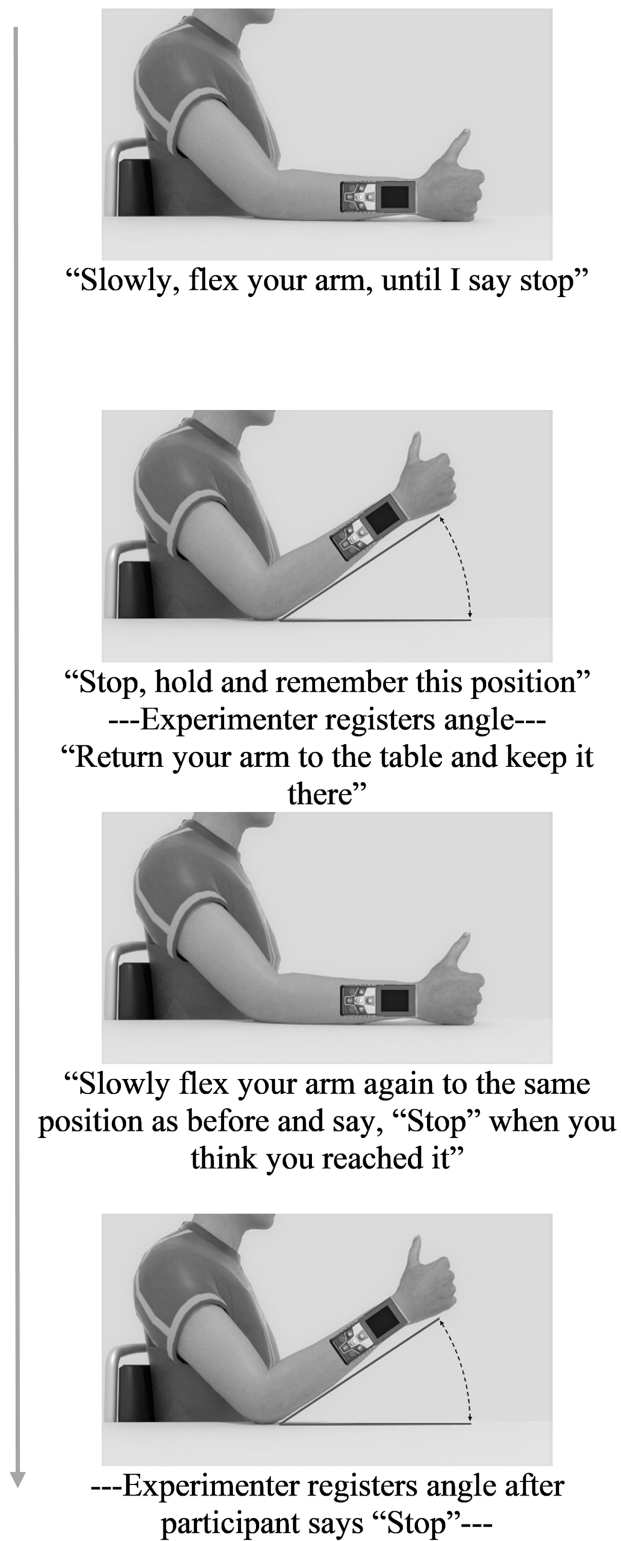 “Slowly, flex your arm, until I say stop”
“Stop, hold and remember this position”
---Experimenter registers angle---
“Return your arm to the table and keep it
there”
“Slowly flex your arm again to the same
position as before and say, “Stop” when you
think you reached it”
---Experimenter registers angle after
participant says “Stop”---